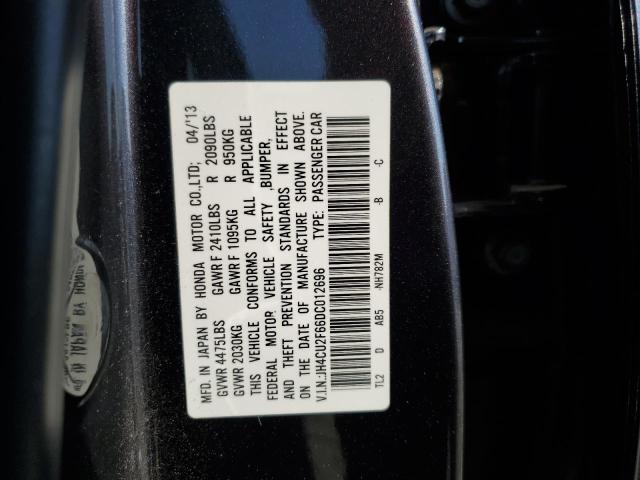 MFD. IN JAPAN BY HONDA MOTOR CO.,LTD; 04/'13
GVWR 4475LBS GAWR F 2410LBS R 2090LBS
GVWR 2030KG GAWR F 1095KG R 950KG
THIS VEHICLE CONFORMS TO ALL APPLICABLE
FEDERAL MOTOR VEHICLE SAFETY ,BUMPER,
AND THEFT PREVENTION STANDARDS IN EFFECT
ON THE DATE OF MANUFACTURE SHOWN ABOVE.
V.I.N.:JH4CU2F66DC012696 TYPE: PASSENGER CAR
TL2 D AB5 -NH782M -B -C